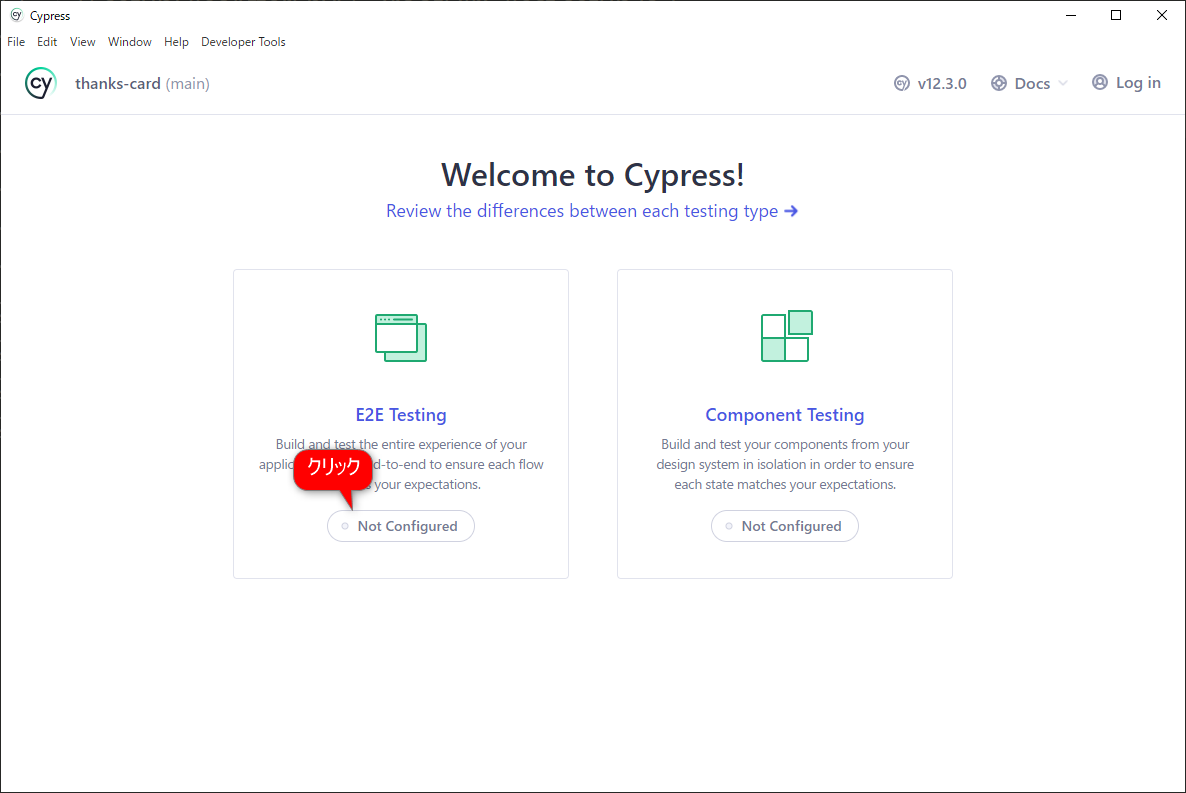 Cypress
File Edit View Window Help Developer Tools
cy thanks-card (main) v12.3.0 Docs Log in
Welcome to Cypress!
Review the differences between each testing type →
E2E Testing
Build and test the entire experience of your
applic d-to-end to ensure each flow
s your expectations.
クリック
Not Configured
Component Testing
Build and test your components from your
design system in isolation in order to ensure
each state matches your expectations.
Not Configured